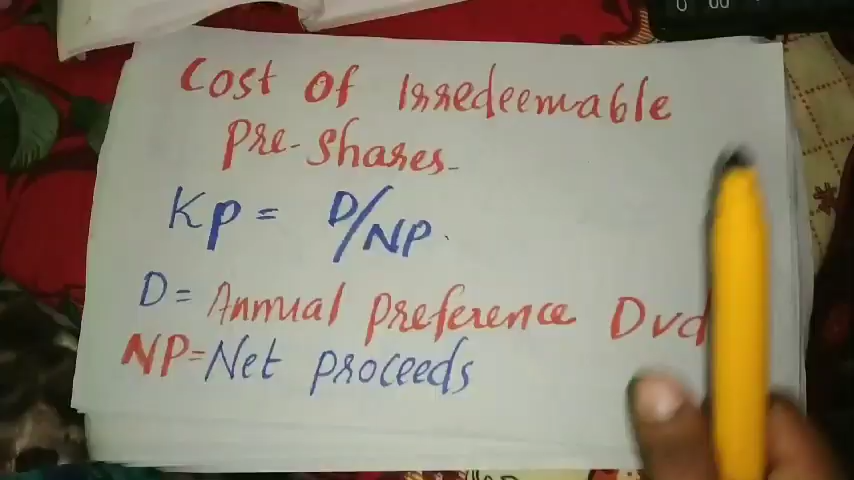 Cost of Irredeemable
Pre-Shares-
Kp = D/NP.
D = Annual Preference Dvd
NP=Net proceeds